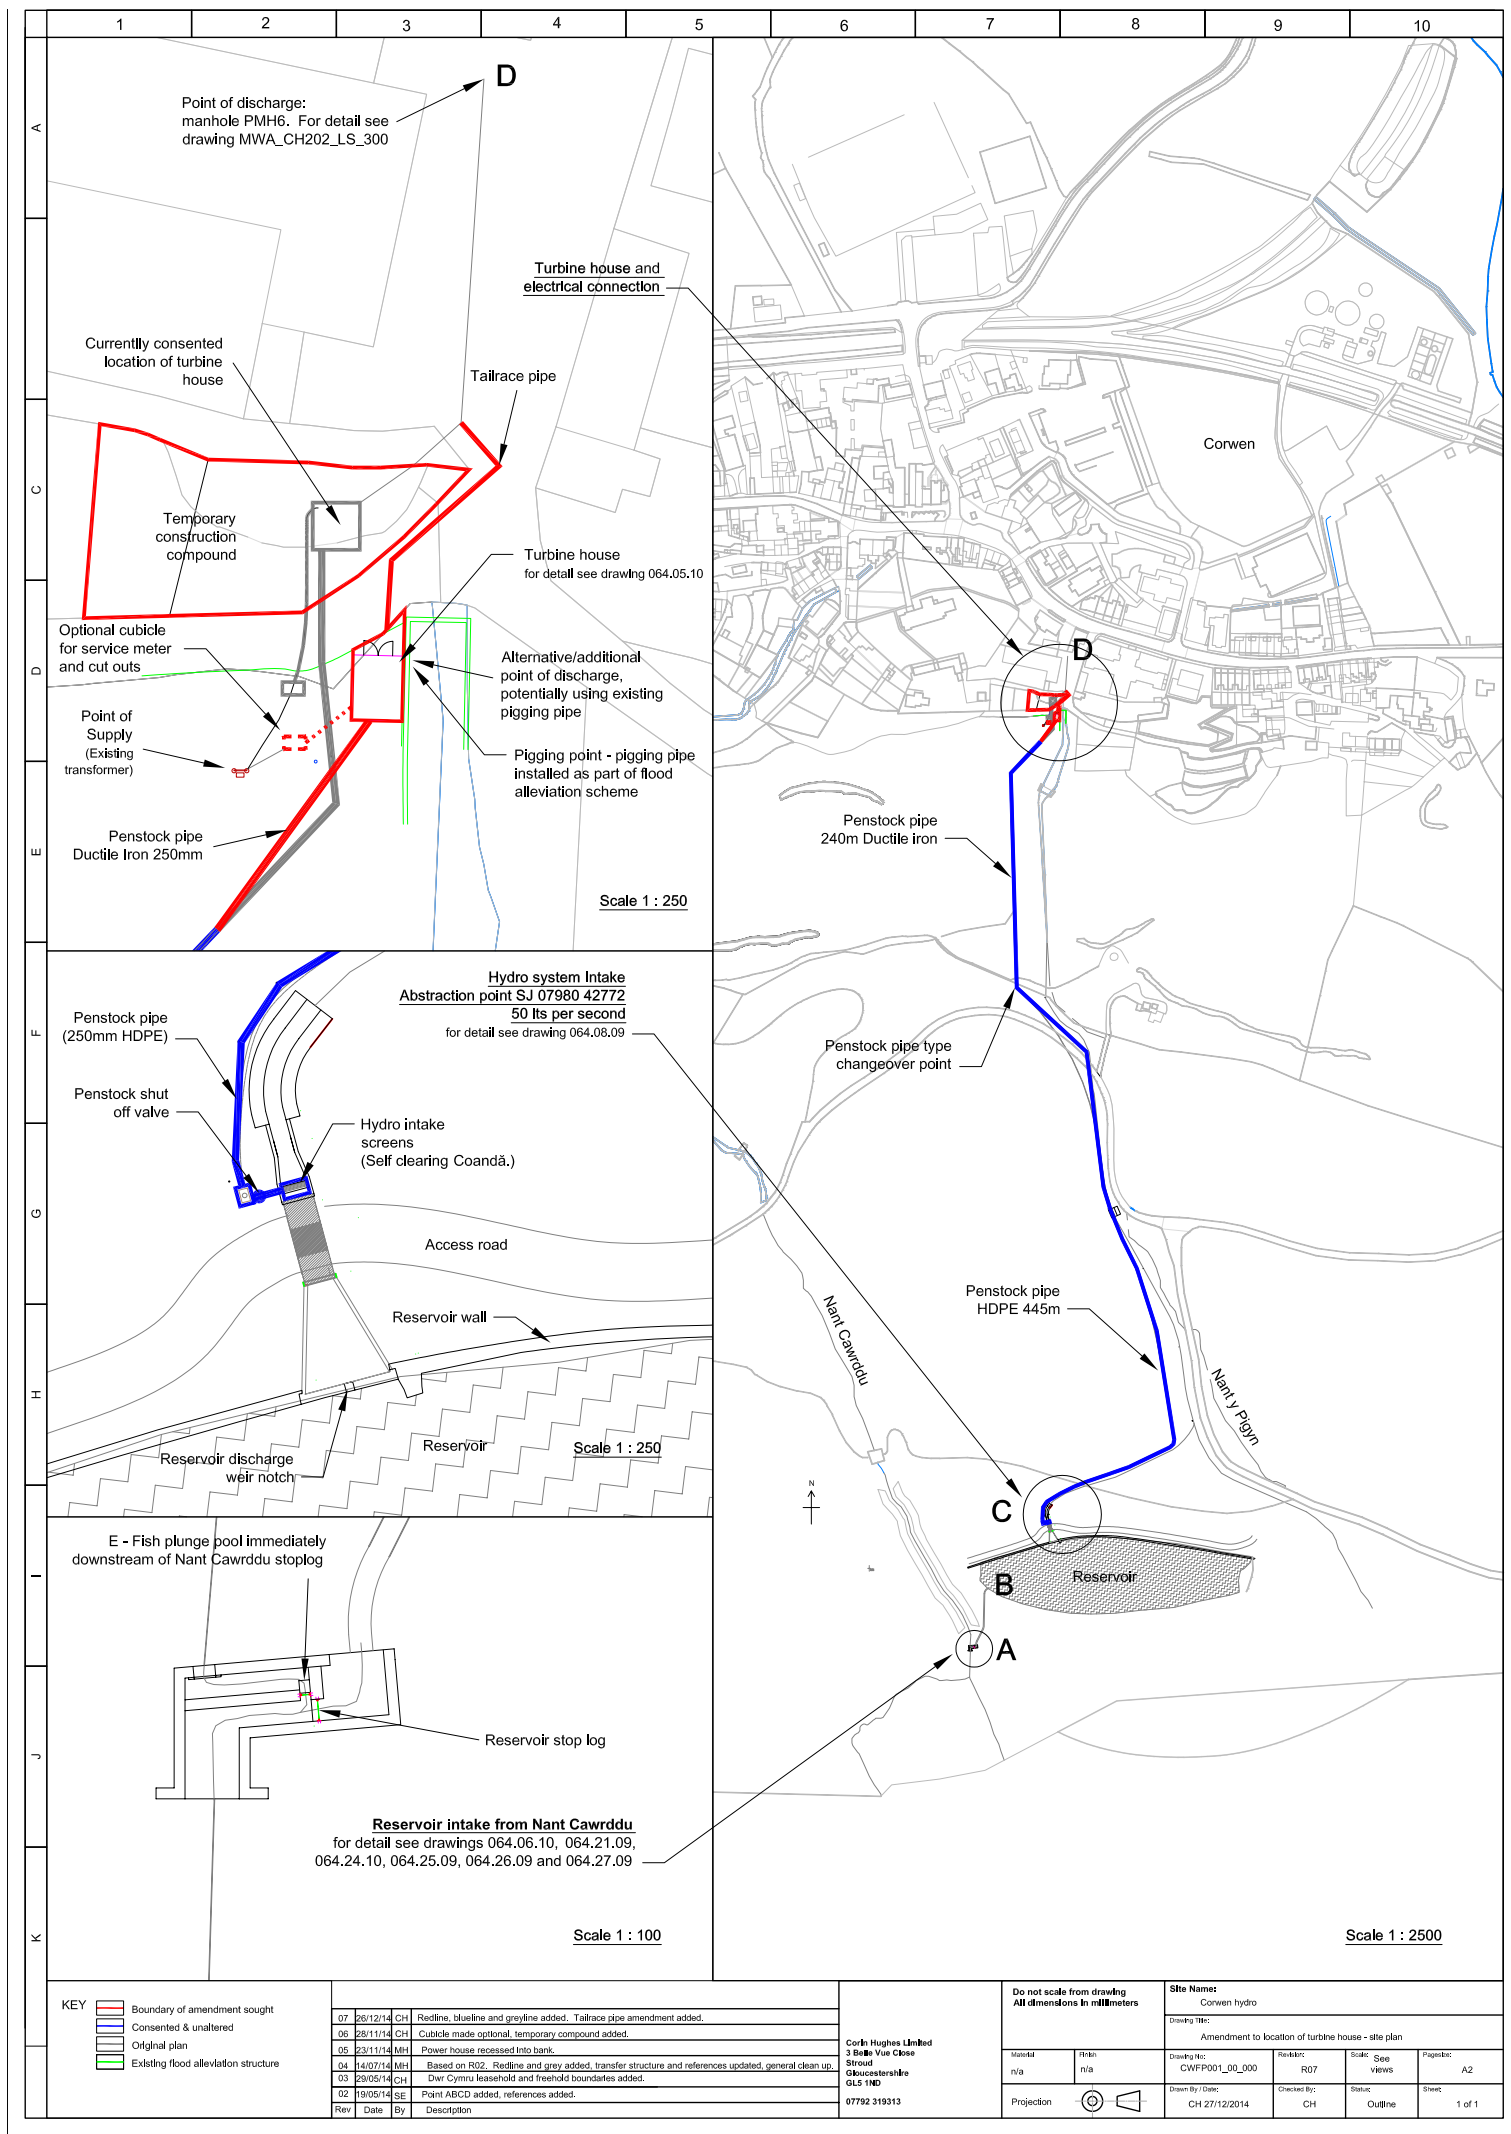 1 2 3 4 5 6 7 8 9 10
A
B
C
D
E
F
G
H
I
J
K
D
Point of discharge:
manhole PMH6. For detail see
drawing MWA_CH202_LS_300
Turbine house and
electrical connection
Currently consented
location of turbine
house
Tailrace pipe
Temporary
construction
compound
Turbine house
for detail see drawing 064.05.10
Optional cubicle
for service meter
and cut outs
Alternative/additional
point of discharge,
potentially using existing
pigging pipe
Point of
Supply
(Existing
transformer)
Pigging point - pigging pipe
installed as part of flood
alleviation scheme
Penstock pipe
Ductile Iron 250mm
Scale 1 : 250
Hydro system Intake
Abstraction point SJ 07980 42772
50 lts per second
for detail see drawing 064.08.09
Penstock pipe
(250mm HDPE)
Penstock shut
off valve
Hydro intake
screens
(Self clearing Coandă.)
Access road
Reservoir wall
Reservoir
Reservoir discharge
weir notch
Scale 1 : 250
E - Fish plunge pool immediately
downstream of Nant Cawrddu stoplog
Reservoir stop log
Reservoir intake from Nant Cawrddu
for detail see drawings 064.06.10, 064.21.09,
064.24.10, 064.25.09, 064.26.09 and 064.27.09
Scale 1 : 100
Corwen
D
Penstock pipe
240m Ductile iron
Penstock pipe type
changeover point
Penstock pipe
HDPE 445m
Nant Cawrddu
Nant y Pigyn
N
C
B
Reservoir
A
Scale 1 : 2500
KEY
Boundary of amendment sought
Consented & unaltered
Original plan
Existing flood alleviation structure
07 26/12/14 CH Redline, blueline and greyline added. Tailrace pipe amendment added.
06 28/11/14 CH Cubicle made optional, temporary compound added.
05 23/11/14 MH Power house recessed into bank.
04 14/07/14 MH Based on R02. Redline and grey added, transfer structure and references updated, general clean up.
03 29/05/14 CH Dwr Cymru leasehold and freehold boundaries added.
02 19/05/14 SE Point ABCD added, references added.
Rev Date By Description
Corin Hughes Limited
3 Belle Vue Close
Stroud
Gloucestershire
GL5 1ND
07792 319313
Do not scale from drawing
All dimensions in millimeters
Material
n/a
Finish
n/a
Projection
Site Name:
Corwen hydro
Drawing Title:
Amendment to location of turbine house - site plan
Drawing No:
CWFP001_00_000
Revision:
R07
Scale: See
views
Pagesize:
A2
Drawn By / Date:
CH 27/12/2014
Checked By:
CH
Status:
Outline
Sheet:
1 of 1